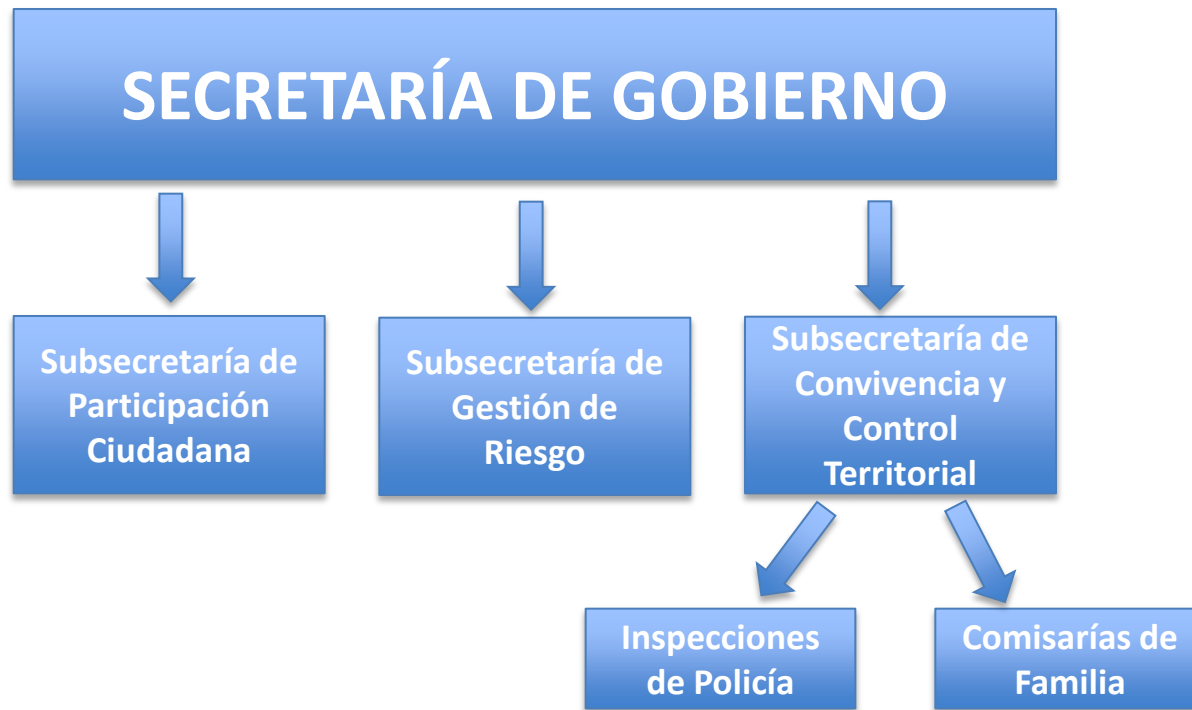 SECRETARÍA DE GOBIERNO
Subsecretaría de
Participación
Ciudadana
Subsecretaría de
Gestión de
Riesgo
Subsecretaría de
Convivencia y
Control
Territorial
Inspecciones
de Policía
Comisarías de
Familia